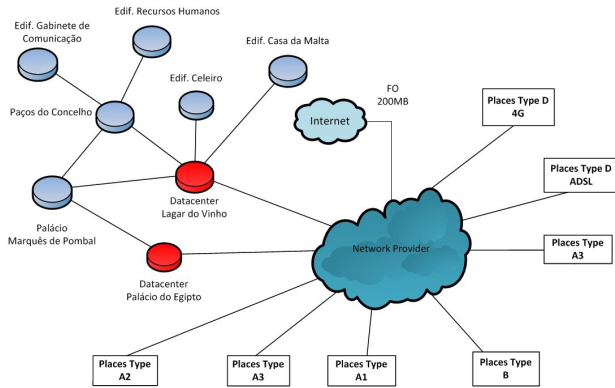 Edif. Recursos Humanos
Edif. Gabinete de
Comunicação
Edif. Casa da Malta
Edif. Celeiro
FO
200MB
Places Type D
4G
Paços do Concelho
Internet
Places Type D
ADSL
Datacenter
Lagar do Vinho
Palácio
Marquês de Pombal
Network Provider
Places Type
A3
Datacenter
Palácio do Egipto
Places Type
A2
Places Type
A3
Places Type
A1
Places Type
B